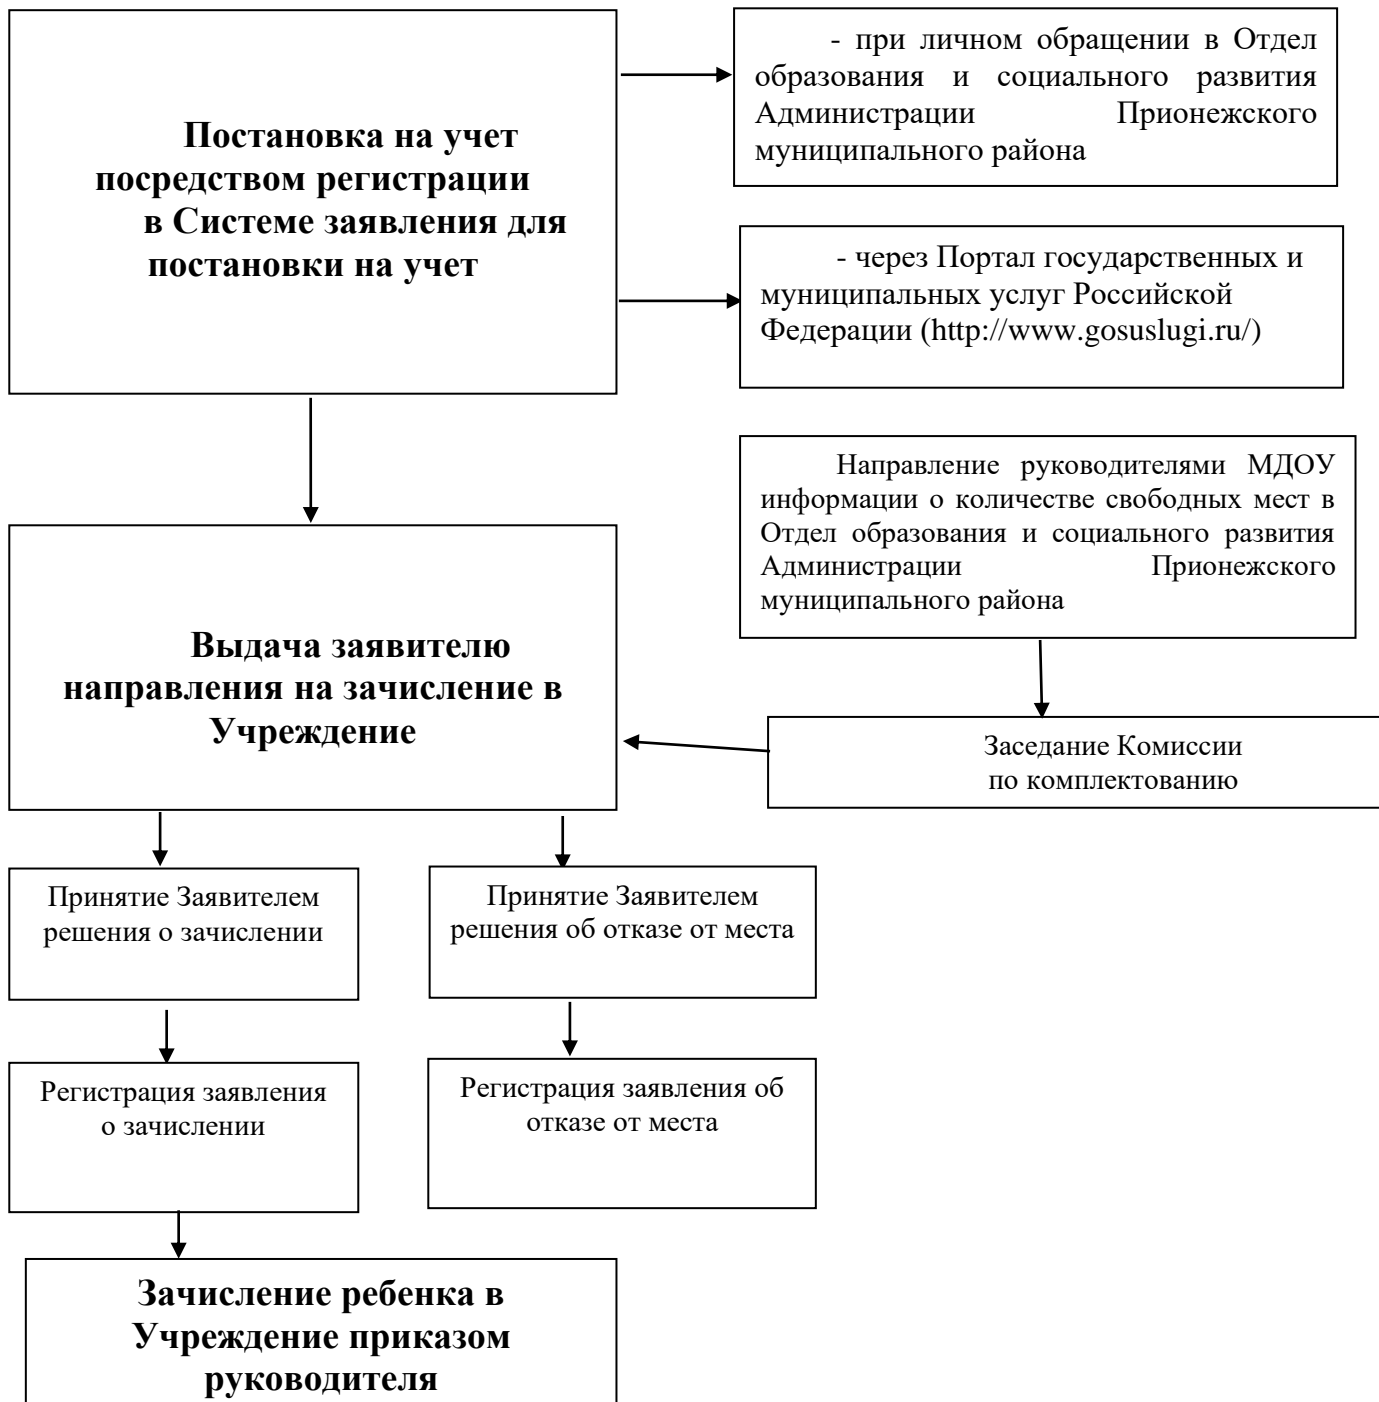 Постановка на учет
посредством регистрации
в Системе заявления для
постановки на учет
- при личном обращении в Отдел
образования и социального развития
Администрации Прионежского
муниципального района
- через Портал государственных и
муниципальных услуг Российской
Федерации (http://www.gosuslugi.ru/)
Направление руководителями МДОУ
информации о количестве свободных мест в
Отдел образования и социального развития
Администрации Прионежского
муниципального района
Выдача заявителю
направления на зачисление в
Учреждение
Заседание Комиссии
по комплектованию
Принятие Заявителем
решения о зачислении
Принятие Заявителем
решения об отказе от места
Регистрация заявления
о зачислении
Регистрация заявления об
отказе от места
Зачисление ребенка в
Учреждение приказом
руководителя